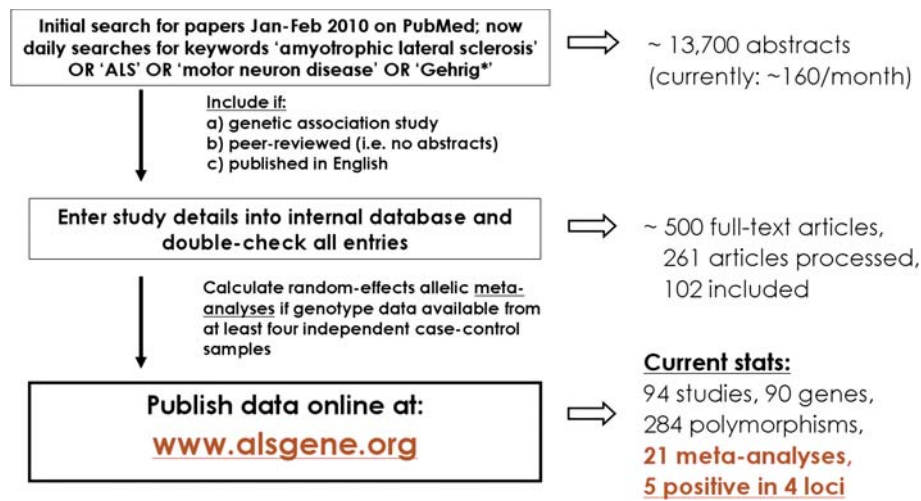 Initial search for papers Jan-Feb 2010 on PubMed; now
daily searches for keywords ‘amyotrophic lateral sclerosis’
OR ‘ALS’ OR ‘motor neuron disease’ OR ‘Gehrig*’
~ 13,700 abstracts
(currently: ~160/month)
Include if:
a) genetic association study
b) peer-reviewed (i.e. no abstracts)
c) published in English
Enter study details into internal database and
double-check all entries
~ 500 full-text articles,
261 articles processed,
102 included
Calculate random-effects allelic meta-
analyses if genotype data available from
at least four independent case-control
samples
Publish data online at:
www.alsgene.org
Current stats:
94 studies, 90 genes,
284 polymorphisms,
21 meta-analyses,
5 positive in 4 loci